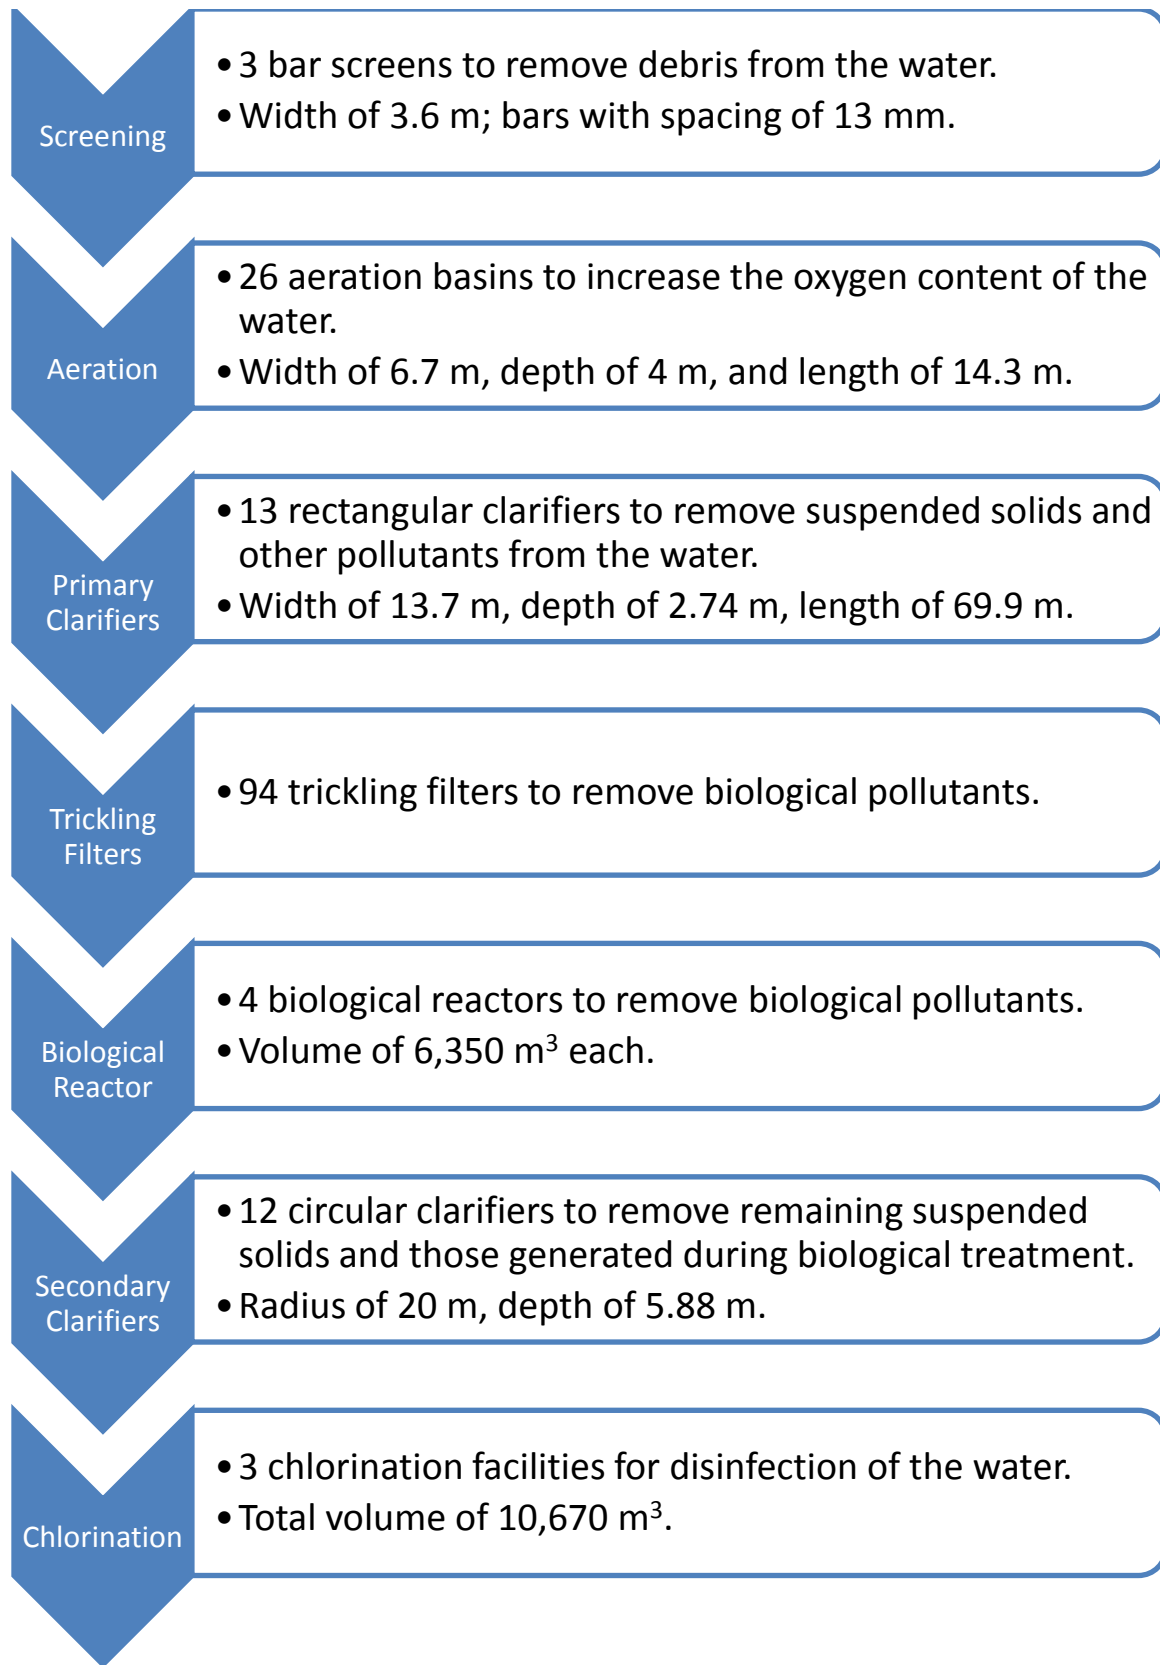 Screening
• 3 bar screens to remove debris from the water.
• Width of 3.6 m; bars with spacing of 13 mm.
Aeration
• 26 aeration basins to increase the oxygen content of the
water.
• Width of 6.7 m, depth of 4 m, and length of 14.3 m.
Primary
Clarifiers
• 13 rectangular clarifiers to remove suspended solids and
other pollutants from the water.
• Width of 13.7 m, depth of 2.74 m, length of 69.9 m.
Trickling
Filters
• 94 trickling filters to remove biological pollutants.
Biological
Reactor
• 4 biological reactors to remove biological pollutants.
• Volume of 6,350 m³ each.
Secondary
Clarifiers
• 12 circular clarifiers to remove remaining suspended
solids and those generated during biological treatment.
• Radius of 20 m, depth of 5.88 m.
Chlorination
• 3 chlorination facilities for disinfection of the water.
• Total volume of 10,670 m³.